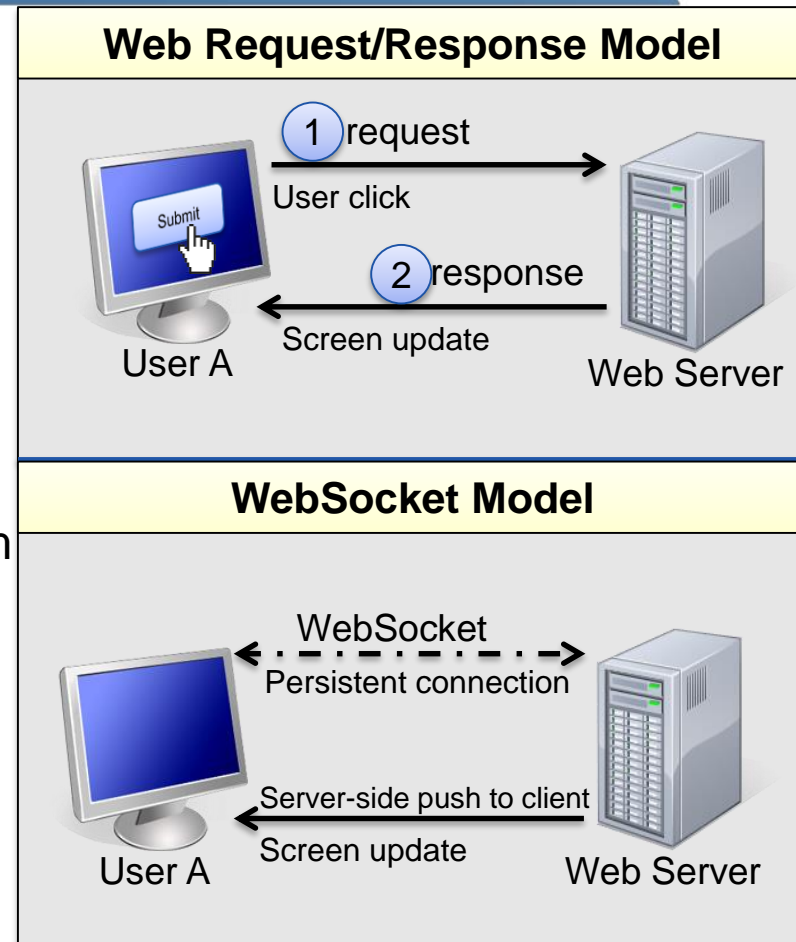 Web Request/Response Model
1 request
User click
Submit
2 response
Screen update
User A
Web Server
WebSocket Model
n
WebSocket
Persistent connection
Server-side push to client
Screen update
User A
Web Server